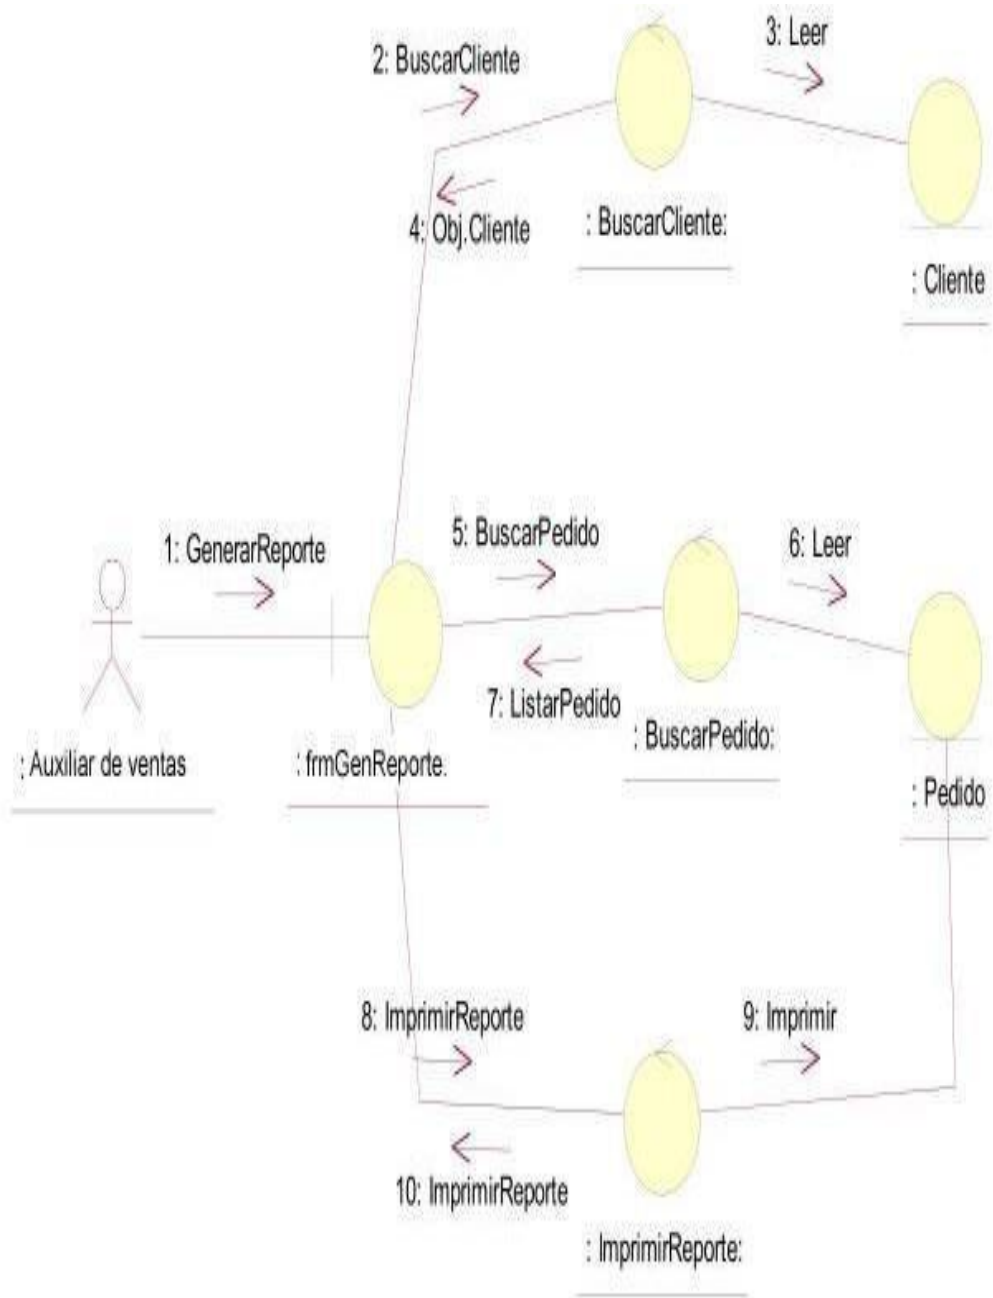 2: BuscarCliente
3: Leer
4: Obj.Cliente
: BuscarCliente:
: Cliente
1: GenerarReporte
5: BuscarPedido
6: Leer
7: ListarPedido
: Auxiliar de ventas
: frmGenReporte.
: BuscarPedido:
: Pedido
8: ImprimirReporte
9: Imprimir
10: ImprimirReporte
: ImprimirReporte: